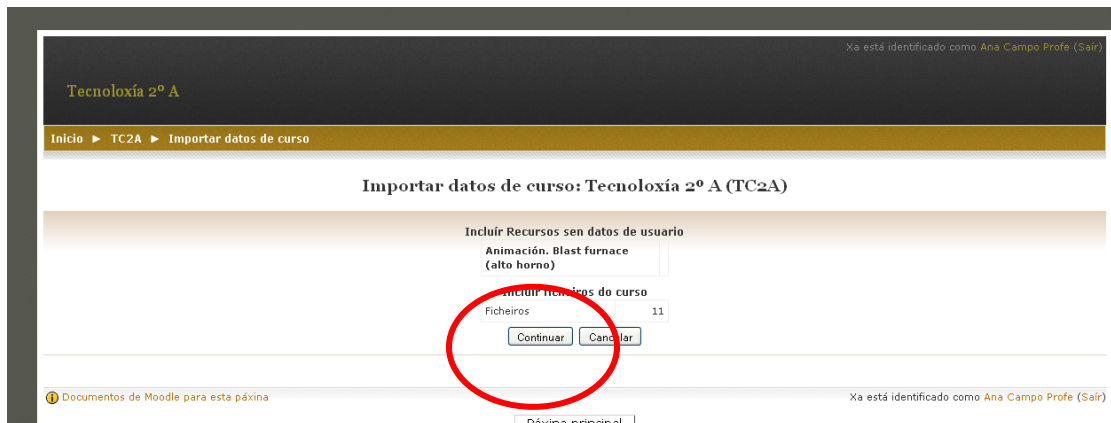 Xa está identificado como Ana Campo Profe (Saír)
Tecnoloxía 2º A
Inicio ► TC2A ► Importar datos de curso
Importar datos de curso: Tecnoloxía 2º A (TC2A)
Incluír Recursos sen datos de usuario
Animación. Blast furnace
(alto horno)
Incluír ficheiros do curso
Ficheiros 11
Continuar Cancelar
Documentos de Moodle para esta páxina
Xa está identificado como Ana Campo Profe (Saír)
Páxina principal